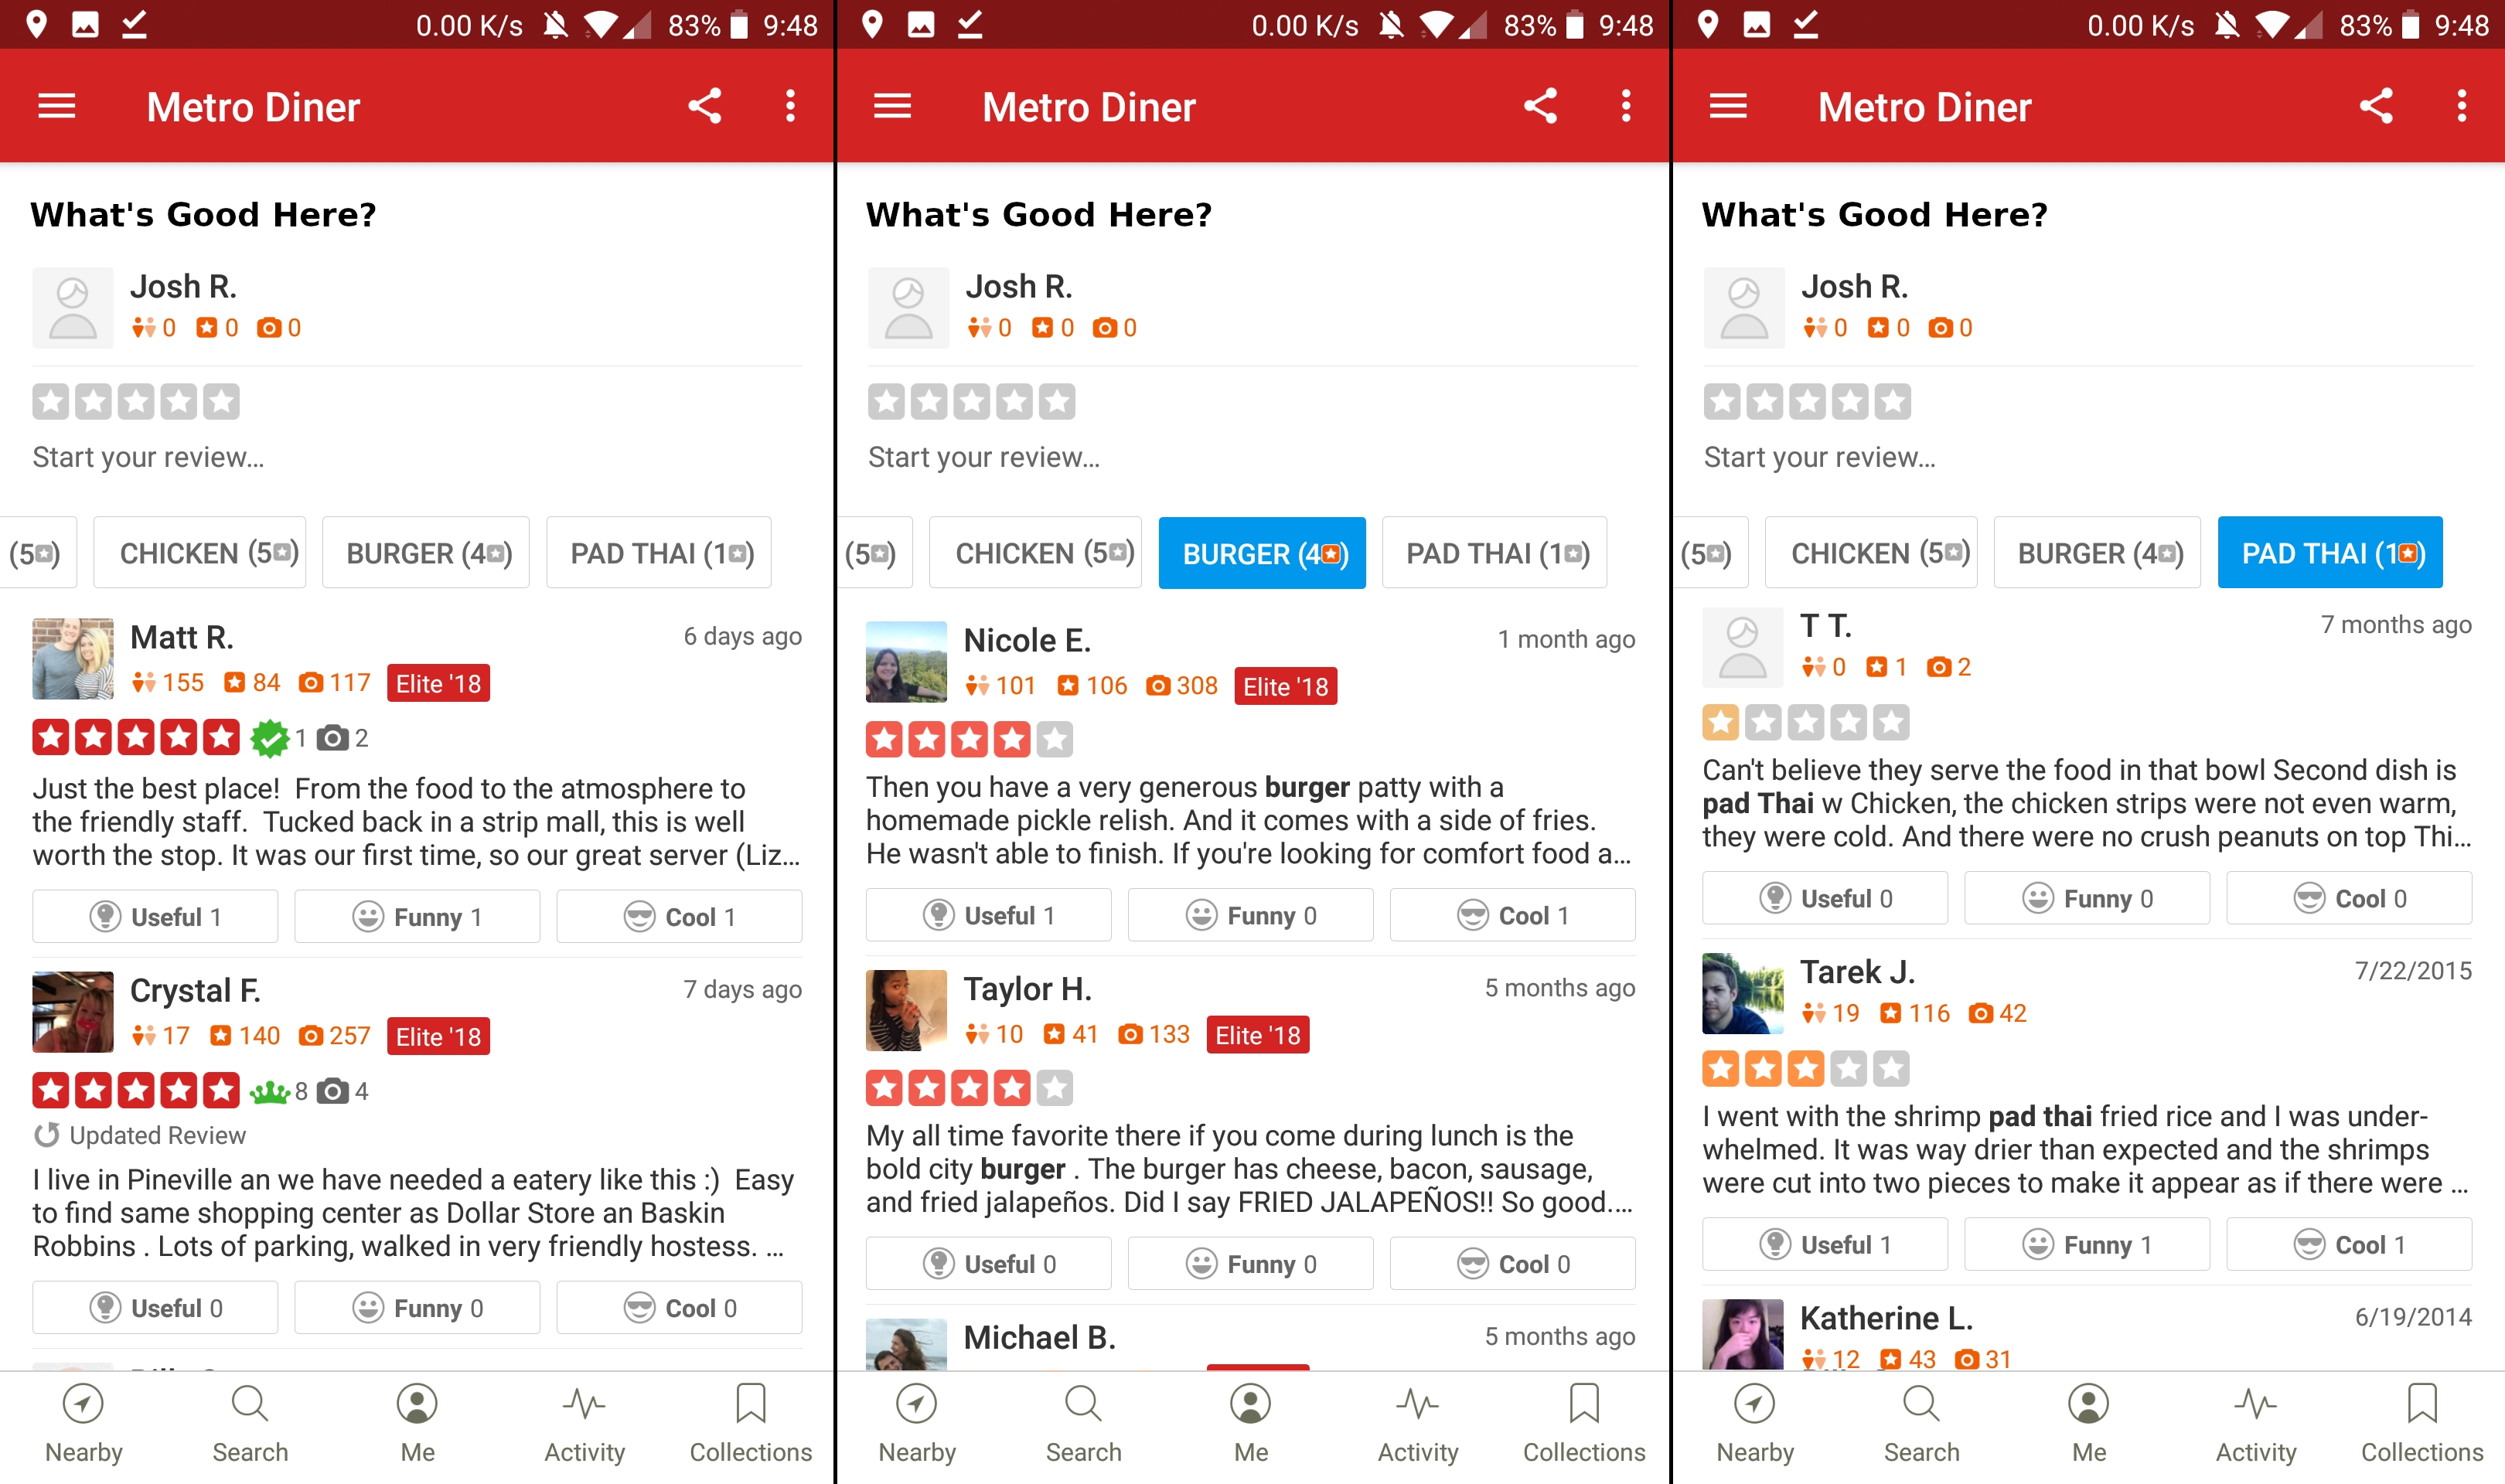 0.00 K/s 83% 9:48
Metro Diner
What's Good Here?
Josh R.
0 0 0
Start your review...
(5) CHICKEN (5) BURGER (4) PAD THAI (1)
Matt R. 6 days ago
155 84 117 Elite '18
1 2
Just the best place! From the food to the atmosphere to
the friendly staff. Tucked back in a strip mall, this is well
worth the stop. It was our first time, so our great server (Liz...
Useful 1 Funny 1 Cool 1
Crystal F. 7 days ago
17 140 257 Elite '18
8 4
Updated Review
I live in Pineville an we have needed a eatery like this :) Easy
to find same shopping center as Dollar Store an Baskin
Robbins . Lots of parking, walked in very friendly hostess. ...
Useful 0 Funny 0 Cool 0
Nearby Search Me Activity Collections
0.00 K/s 83% 9:48
Metro Diner
What's Good Here?
Josh R.
0 0 0
Start your review...
(5) CHICKEN (5) BURGER (4) PAD THAI (1)
Nicole E. 1 month ago
101 106 308 Elite '18
Then you have a very generous burger patty with a
homemade pickle relish. And it comes with a side of fries.
He wasn't able to finish. If you're looking for comfort food a...
Useful 1 Funny 0 Cool 1
Taylor H. 5 months ago
10 41 133 Elite '18
My all time favorite there if you come during lunch is the
bold city burger . The burger has cheese, bacon, sausage,
and fried jalapeños. Did I say FRIED JALAPEÑOS!! So good....
Useful 0 Funny 0 Cool 0
Michael B. 5 months ago
Nearby Search Me Activity Collections
0.00 K/s 83% 9:48
Metro Diner
What's Good Here?
Josh R.
0 0 0
Start your review...
(5) CHICKEN (5) BURGER (4) PAD THAI (1)
T T. 7 months ago
0 1 2
Can't believe they serve the food in that bowl Second dish is
pad Thai w Chicken, the chicken strips were not even warm,
they were cold. And there were no crush peanuts on top Thi...
Useful 0 Funny 0 Cool 0
Tarek J. 7/22/2015
19 116 42
I went with the shrimp pad thai fried rice and I was under-
whelmed. It was way drier than expected and the shrimps
were cut into two pieces to make it appear as if there were ...
Useful 1 Funny 1 Cool 1
Katherine L. 6/19/2014
12 43 31
Nearby Search Me Activity Collections